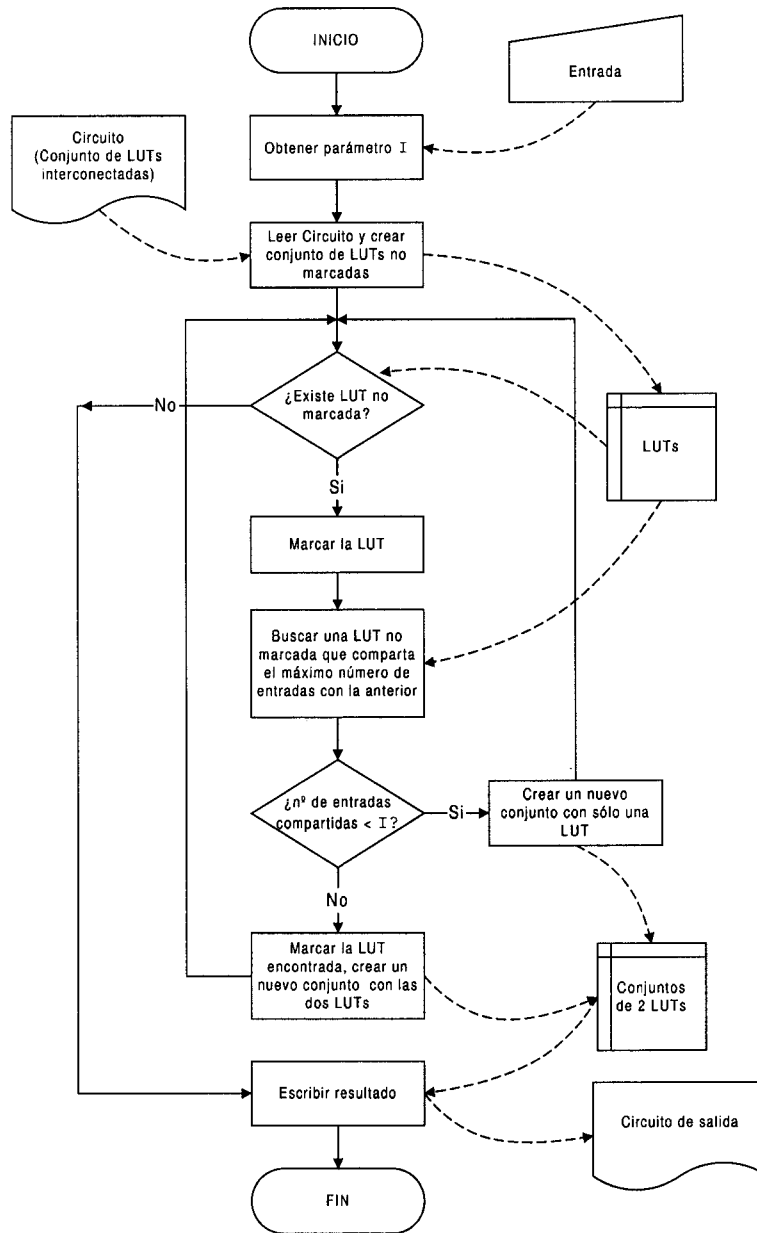 INICIO
Entrada
Circuito
(Conjunto de LUTs
interconectadas)
Obtener parámetro I
Leer Circuito y crear
conjunto de LUTs no
marcadas
¿Existe LUT no
marcada?
No
LUTs
Si
Marcar la LUT
Buscar una LUT no
marcada que comparta
el máximo número de
entradas con la anterior
¿nº de entradas
compartidas < I?
Si
Crear un nuevo
conjunto con sólo una
LUT
No
Marcar la LUT
encontrada, crear un
nuevo conjunto con las
dos LUTs
Conjuntos
de 2 LUTs
Escribir resultado
Circuito de salida
FIN